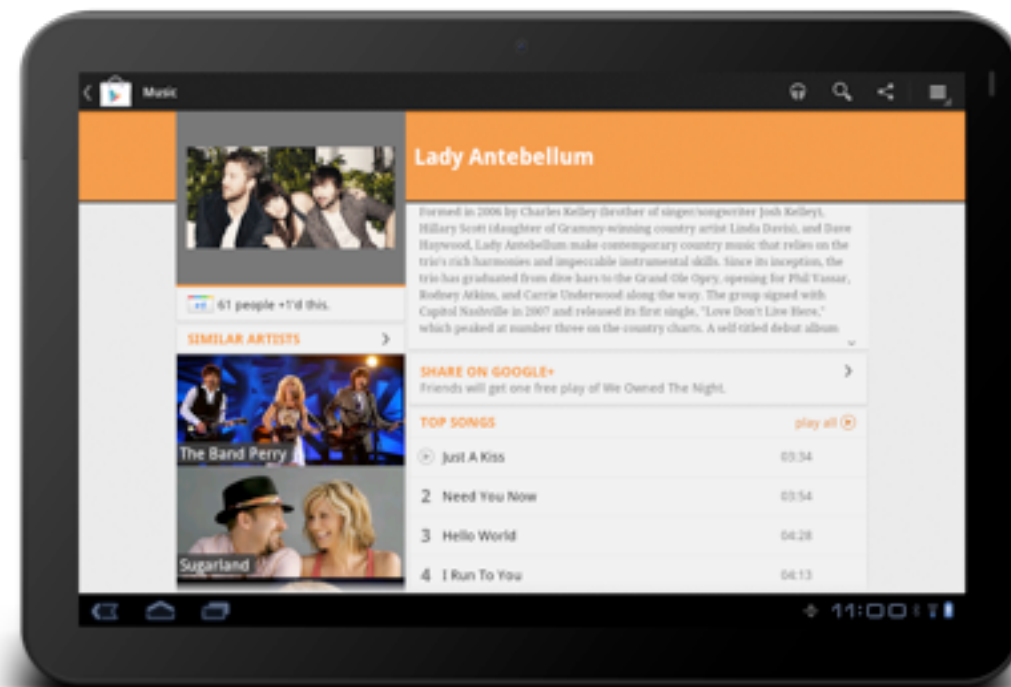 Music
Lady Antebellum
Formed in 2006 by Charles Kelley (brother of singer/songwriter Josh Kelley),
Hillary Scott (daughter of Grammy-winning country artist Linda Davis), and Dave
Haywood, Lady Antebellum make contemporary country music that relies on the
trio's rich harmonies and impeccable instrumental skills. Since its inception, the
trio has graduated from dive bars to the Grand Ole Opry, opening for Phil Vassar,
Rodney Atkins, and Carrie Underwood along the way. The group signed with
Capitol Nashville in 2007 and released its first single, "Love Don't Live Here,"
which peaked at number three on the country charts. A self-titled debut album
+1
61 people +1'd this.
SIMILAR ARTISTS
The Band Perry
Sugarland
SHARE ON GOOGLE+
Friends will get one free play of We Owned The Night.
TOP SONGS play all
Just A Kiss 03:34
2 Need You Now 03:54
3 Hello World 04:28
4 I Run To You 04:13
11:00